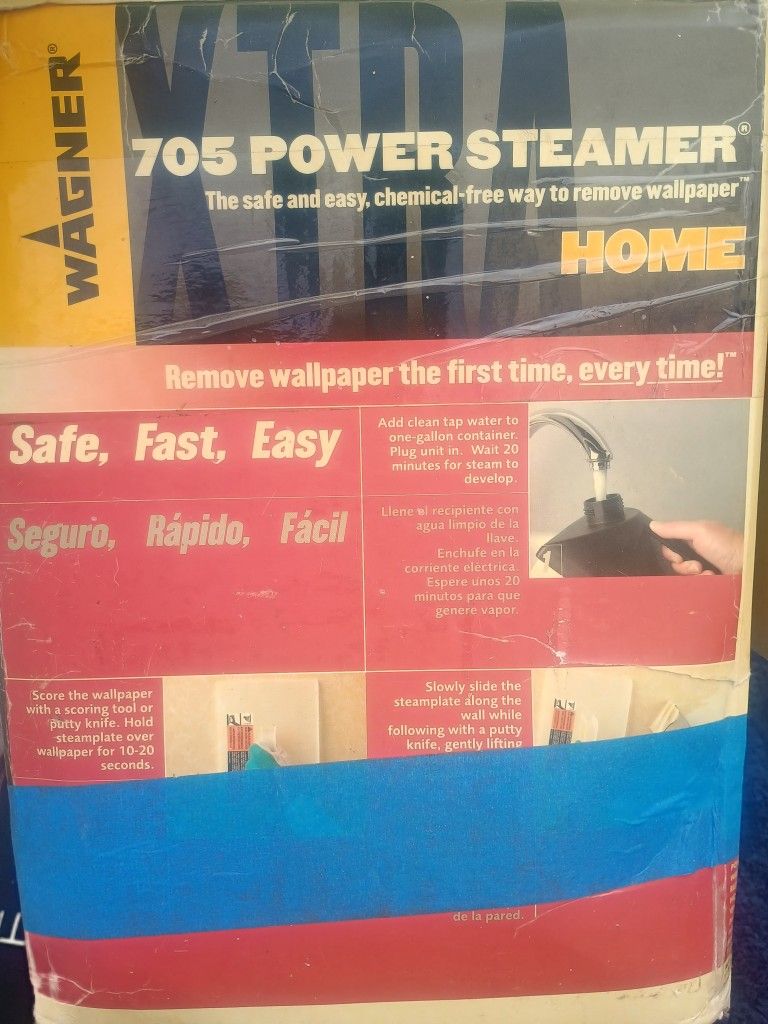 WAGNER®
XTRA
705 POWER STEAMER®
The safe and easy, chemical-free way to remove wallpaper™
HOME
Remove wallpaper the first time, every time!™
Safe, Fast, Easy
Seguro, Rápido, Fácil
Add clean tap water to
one-gallon container.
Plug unit in. Wait 20
minutes for steam to
develop.
Llene el recipiente con
agua limpio de la
llave.
Enchufe en la
corriente eléctrica.
Espere unos 20
minutos para que
genere vapor.
1
Score the wallpaper
with a scoring tool or
putty knife. Hold
steamplate over
wallpaper for 10-20
seconds.
Slowly slide the
steamplate along the
wall while
following with a putty
knife, gently lifting
de la pared.